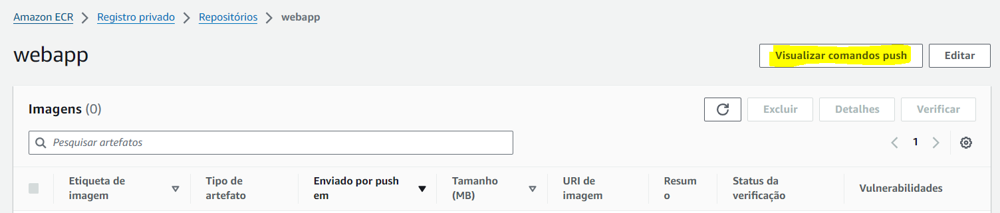 Amazon ECR > Registro privado > Repositórios > webapp
webapp
Visualizar comandos push
Editar
Imagens (0)
Excluir
Detalhes
Verificar
Pesquisar artefatos
1
Etiqueta de
imagem
Tipo de
artefato
Enviado por push
em
Tamanho
(MB)
URI de
imagem
Resum
o
Status da
verificação
Vulnerabilidades